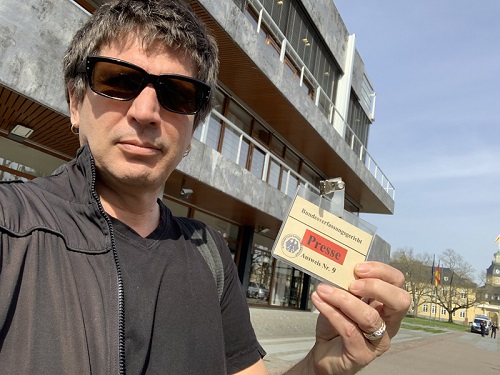 Bundesverfassungsgericht
Presse
Ausweis Nr. 9